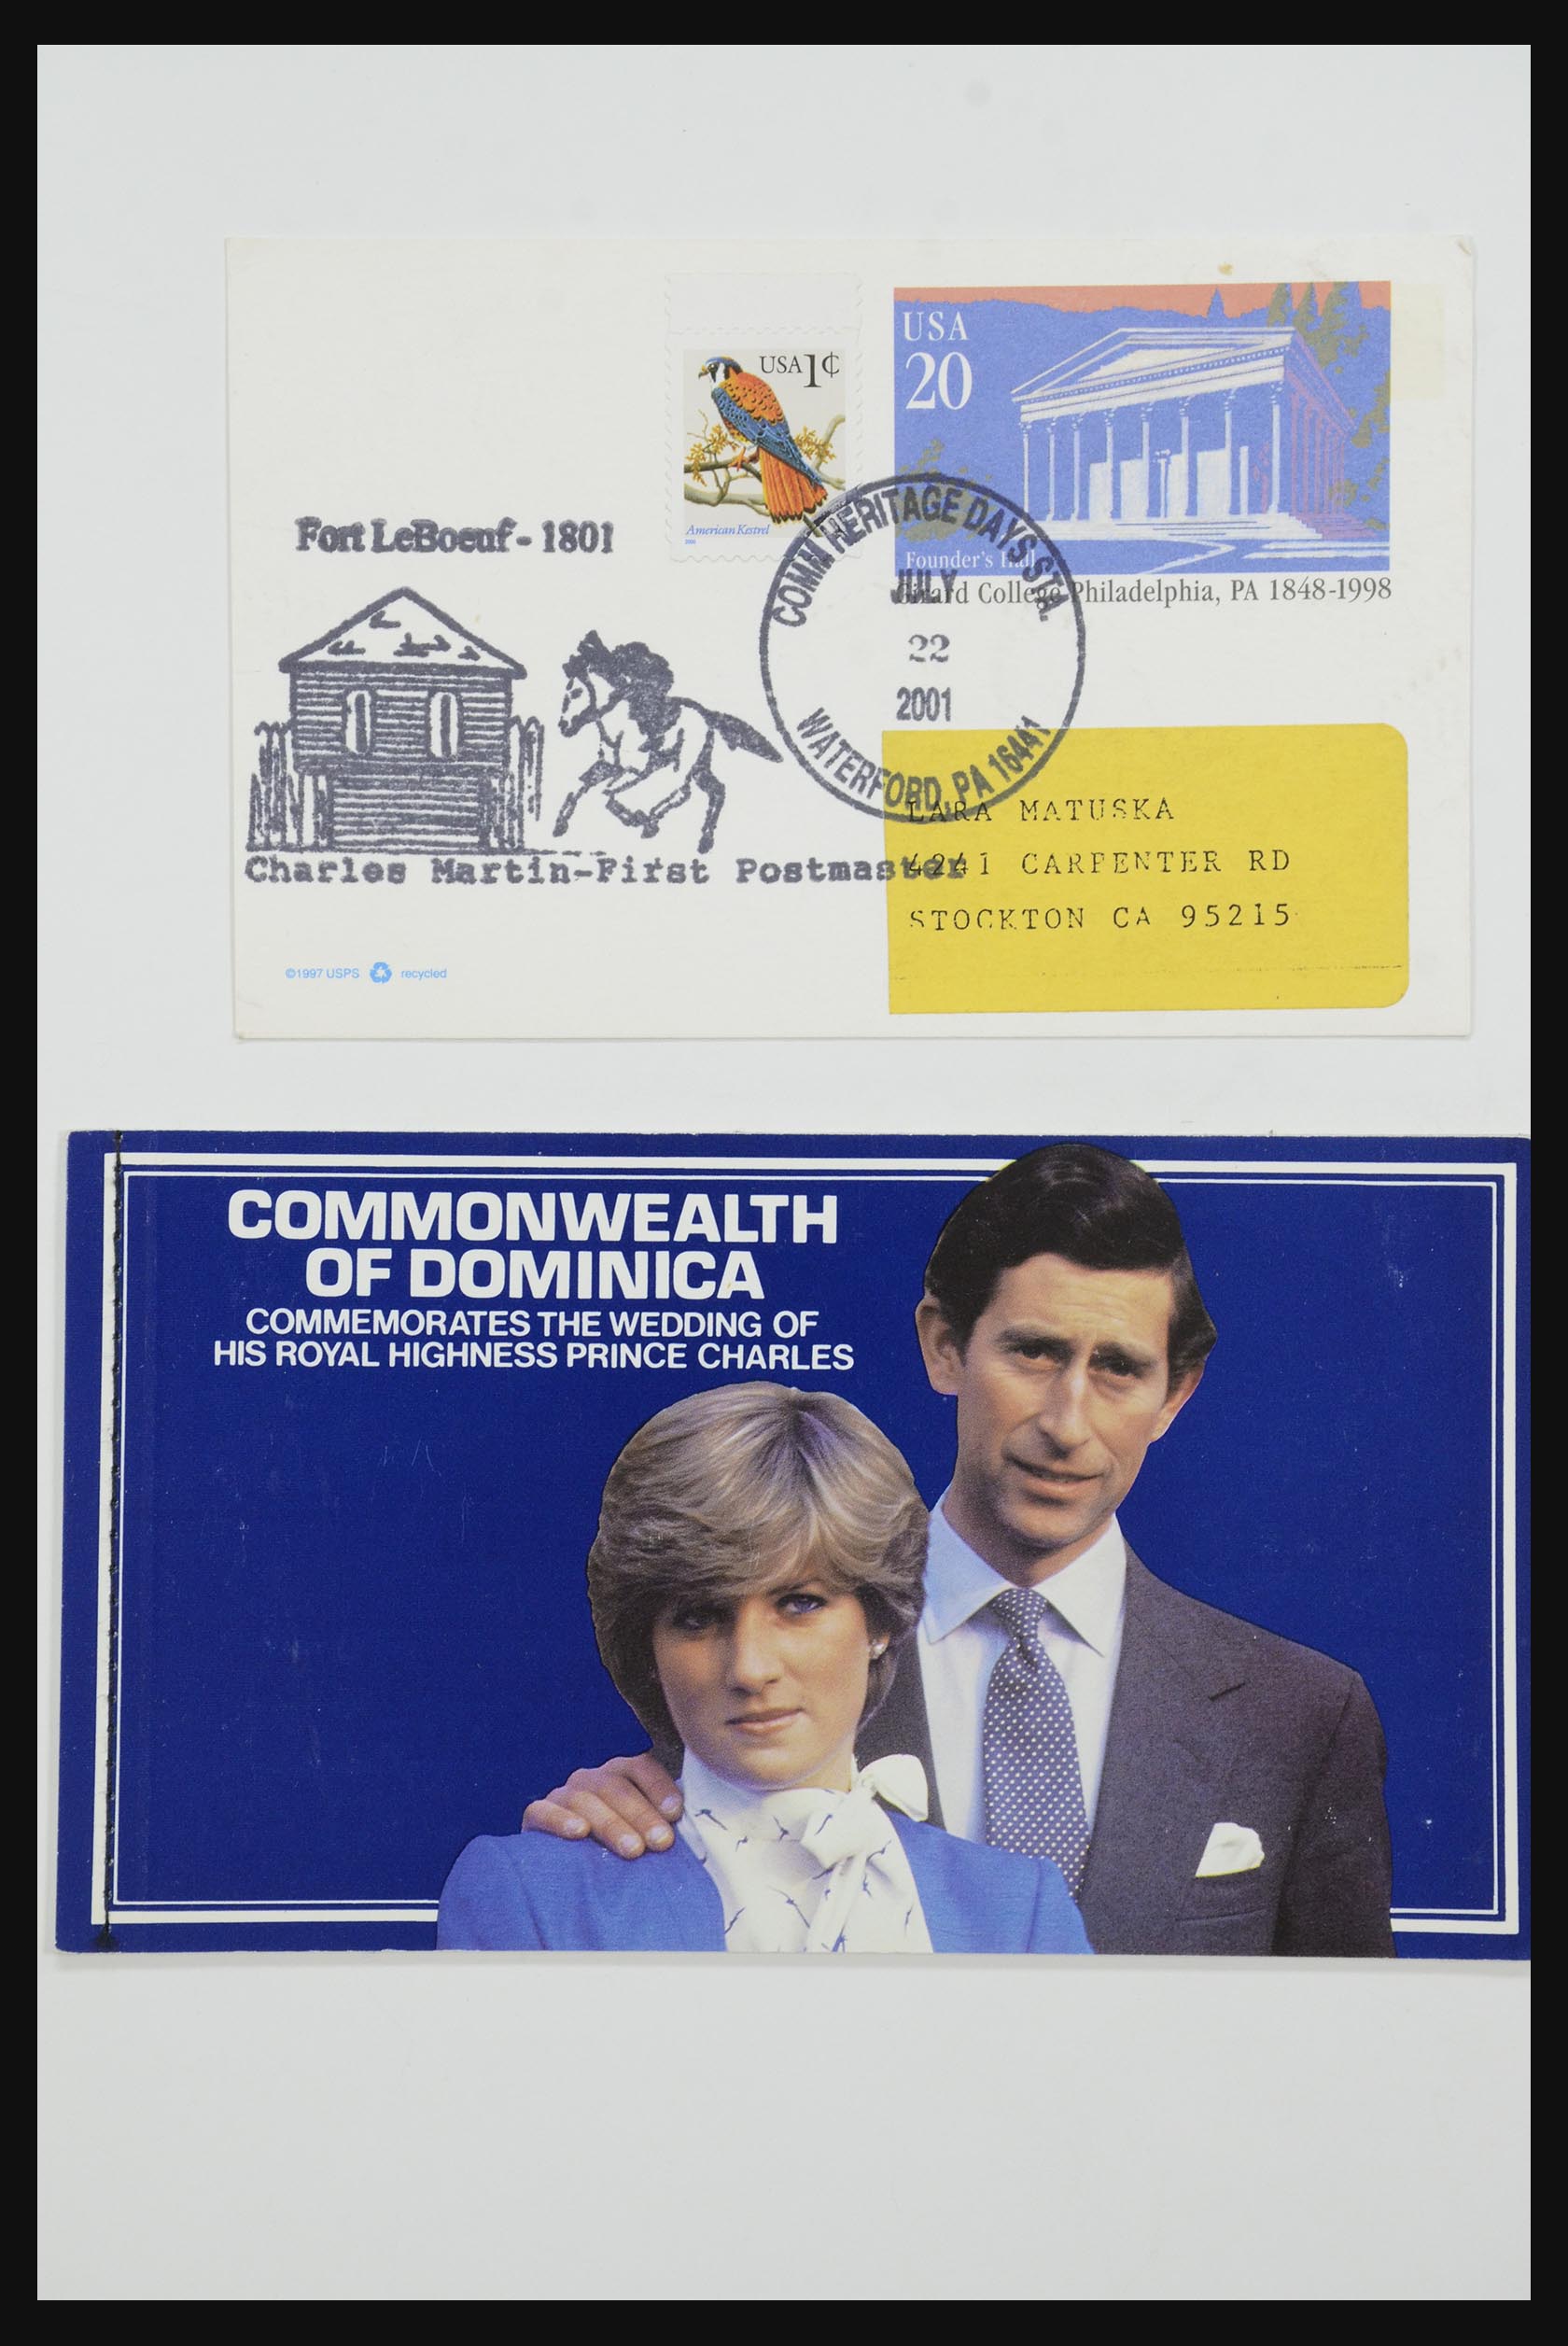 USA 1¢
American Kestrel
USA
20
Founder's Hall
Girard College Philadelphia, PA 1848-1998
Fort LeBoeuf - 1801
COMM HERITAGE DAYS STA.
JULY
22
2001
WATERFORD, PA 16441
Charles Martin-First Postmaster
LARA MATUSKA
4241 CARPENTER RD
STOCKTON CA 95215
©1997 USPS recycled
COMMONWEALTH
OF DOMINICA
COMMEMORATES THE WEDDING OF
HIS ROYAL HIGHNESS PRINCE CHARLES